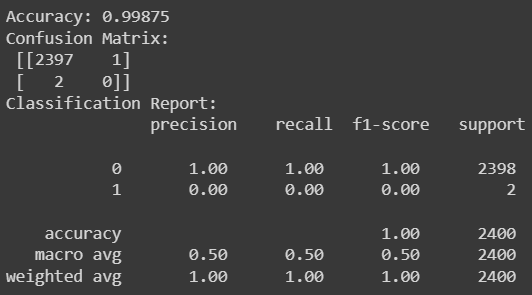 Accuracy: 0.99875
Confusion Matrix:
[[2397 1]
[ 2 0]]
Classification Report:
precision recall f1-score support
0 1.00 1.00 1.00 2398
1 0.00 0.00 0.00 2
accuracy 1.00 2400
macro avg 0.50 0.50 0.50 2400
weighted avg 1.00 1.00 1.00 2400